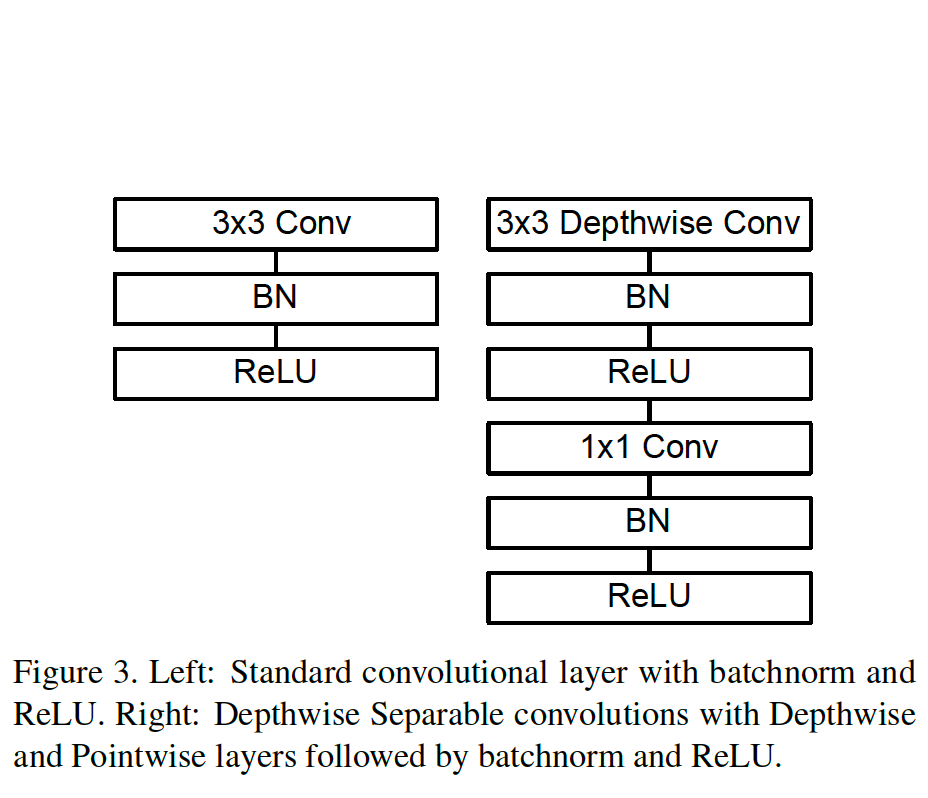 3x3 Conv
BN
ReLU
3x3 Depthwise Conv
BN
ReLU
1x1 Conv
BN
ReLU
Figure 3. Left: Standard convolutional layer with batchnorm and
ReLU. Right: Depthwise Separable convolutions with Depthwise
and Pointwise layers followed by batchnorm and ReLU.